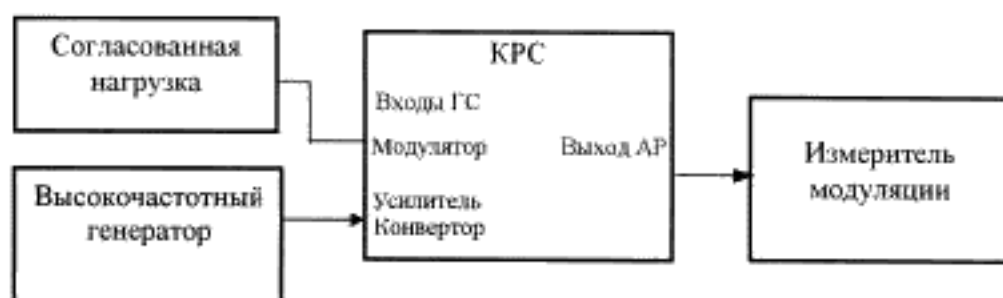 Согласованная
нагрузка
КРС
Входы ГС
Модулятор
Выход АР
Усилитель
Конвертор
Высокочастотный
генератор
Измеритель
модуляции